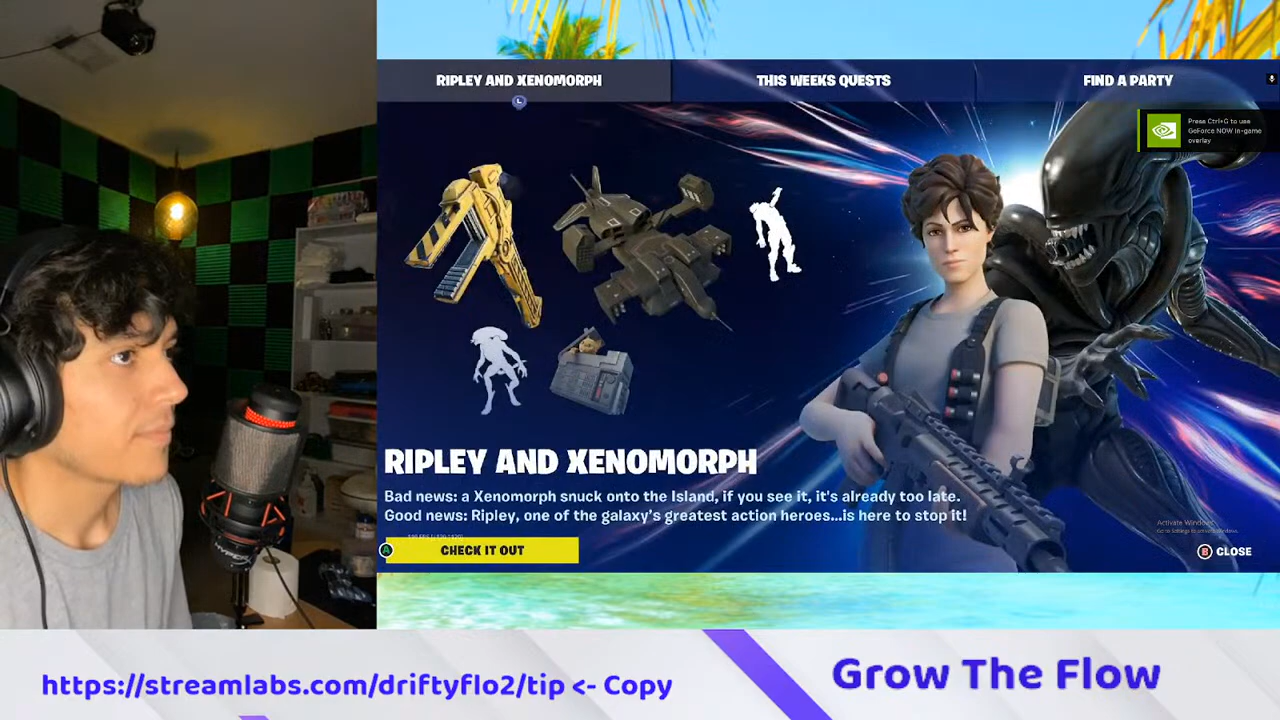 RIPLEY AND XENOMORPH
THIS WEEKS QUESTS
FIND A PARTY
L
Press Ctrl+G to use
GeForce NOW in-game
overlay
RIPLEY AND XENOMORPH
Bad news: a Xenomorph snuck onto the Island, if you see it, it's already too late.
Good news: Ripley, one of the galaxy's greatest action heroes...is here to stop it!
A
CHECK IT OUT
Activate Windows
B CLOSE
https://streamlabs.com/driftyflo2/tip <- Copy
Grow The Flow